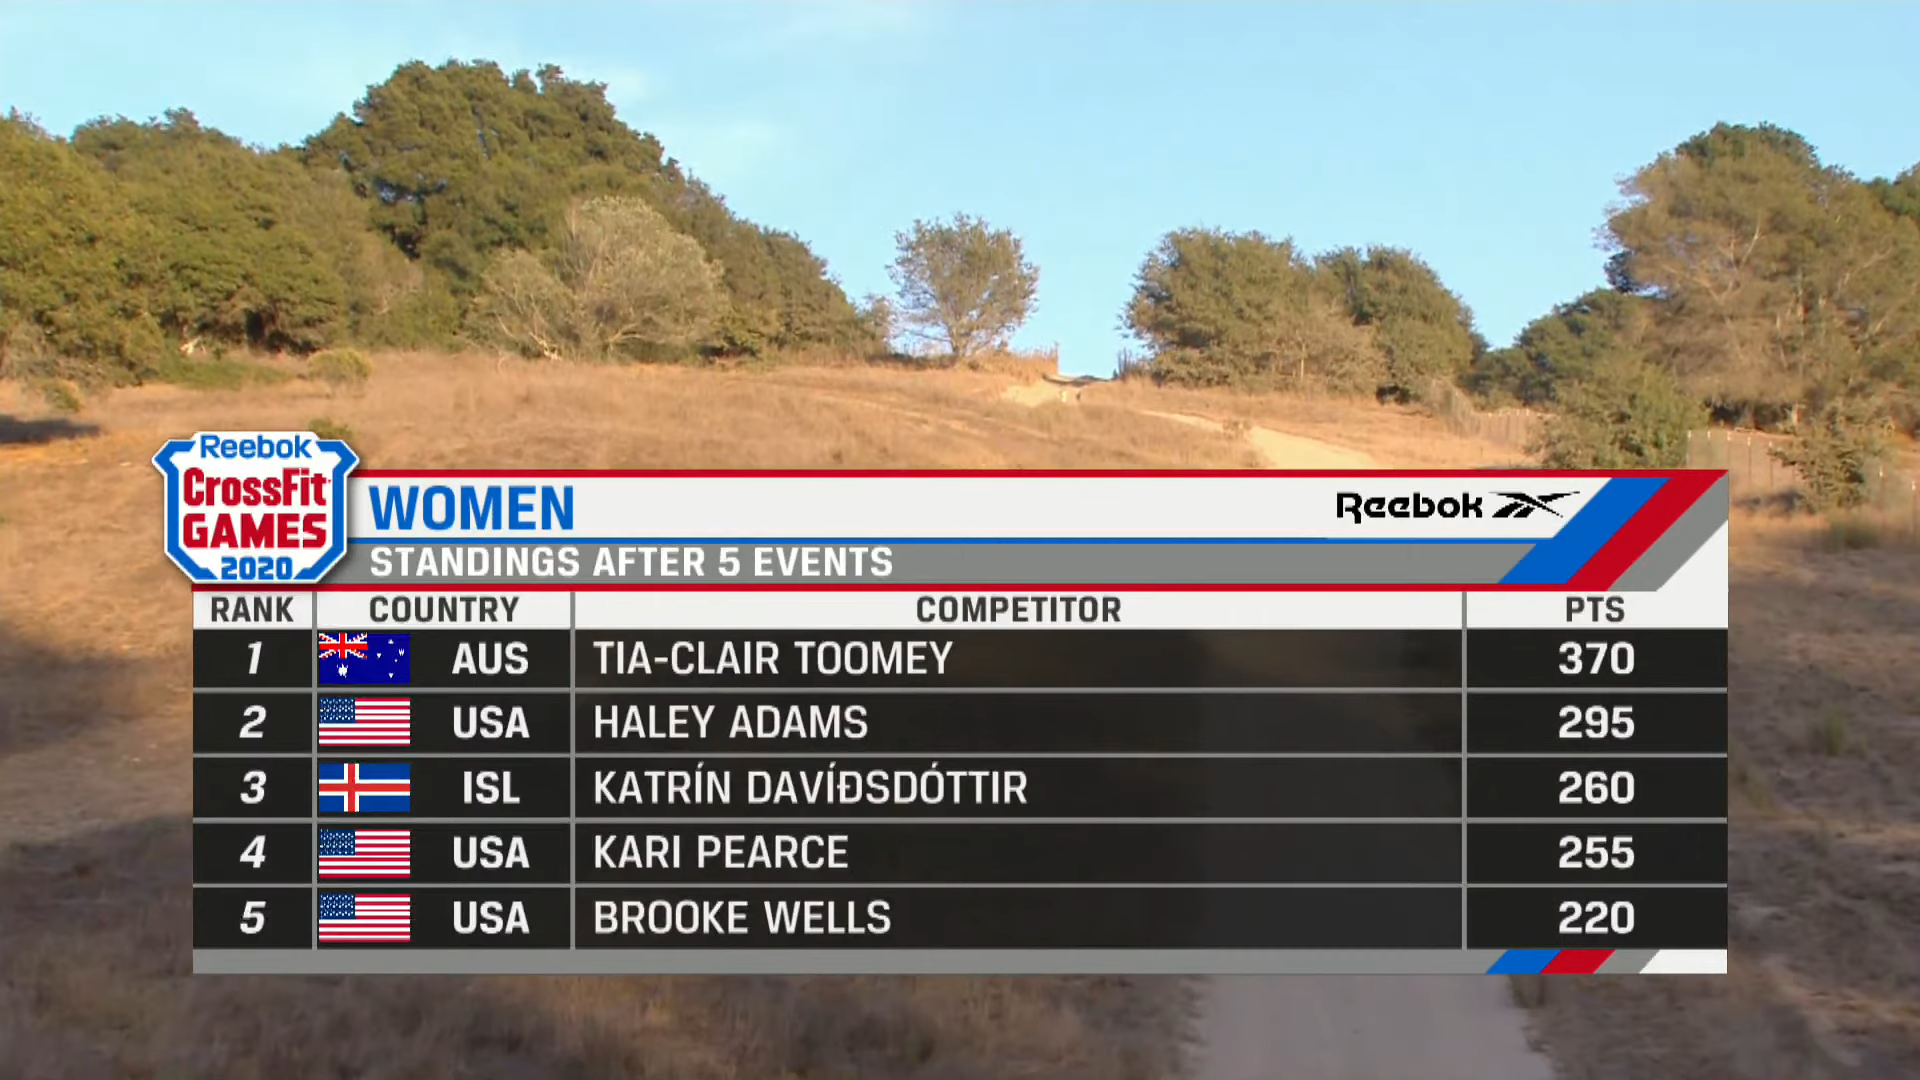 Reebok
CrossFit
GAMES
2020
WOMEN
Reebok
STANDINGS AFTER 5 EVENTS
RANK COUNTRY COMPETITOR PTS
1 AUS TIA-CLAIR TOOMEY 370
2 USA HALEY ADAMS 295
3 ISL KATRÍN DAVÍÐSDÓTTIR 260
4 USA KARI PEARCE 255
5 USA BROOKE WELLS 220